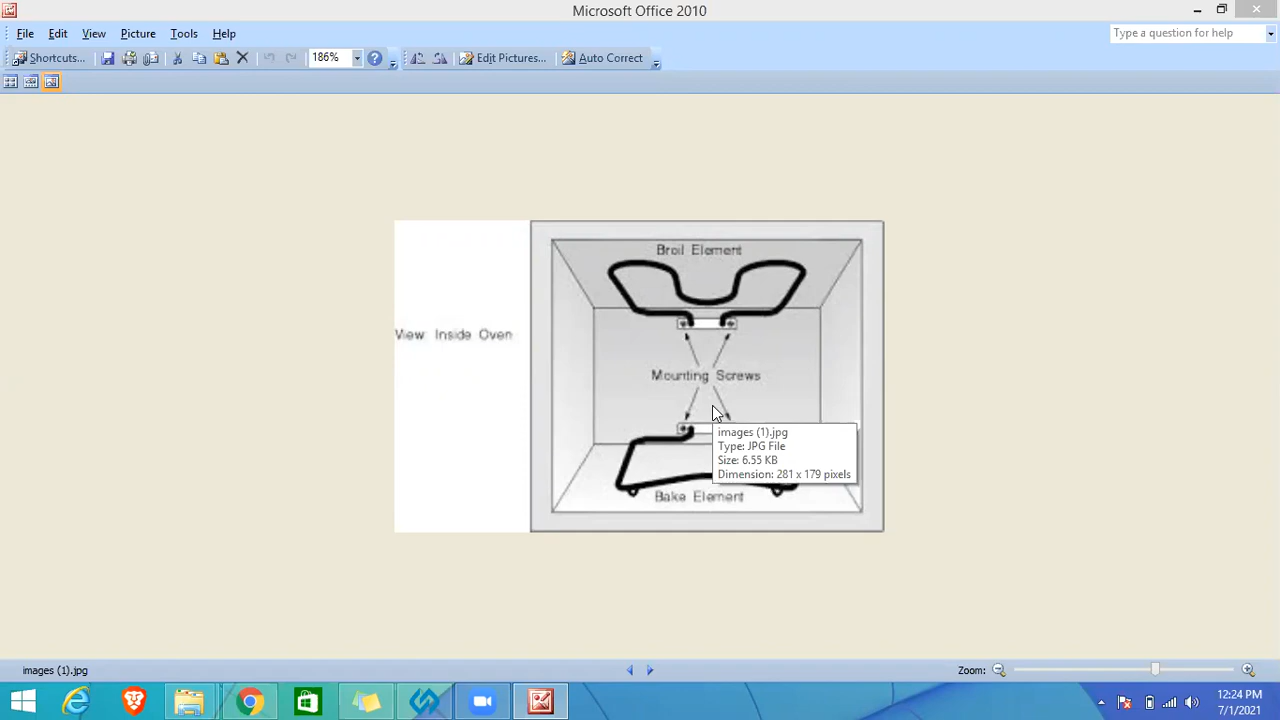 Microsoft Office 2010
File Edit View Picture Tools Help
Type a question for help
Shortcuts... 186% Edit Pictures... Auto Correct
Broil Element
View Inside Oven
Mounting Screws
images (1).jpg
Type: JPG File
Size: 6.55 KB
Dimension: 281 x 179 pixels
Bake Element
images (1).jpg
Zoom:
12:24 PM
7/1/2021